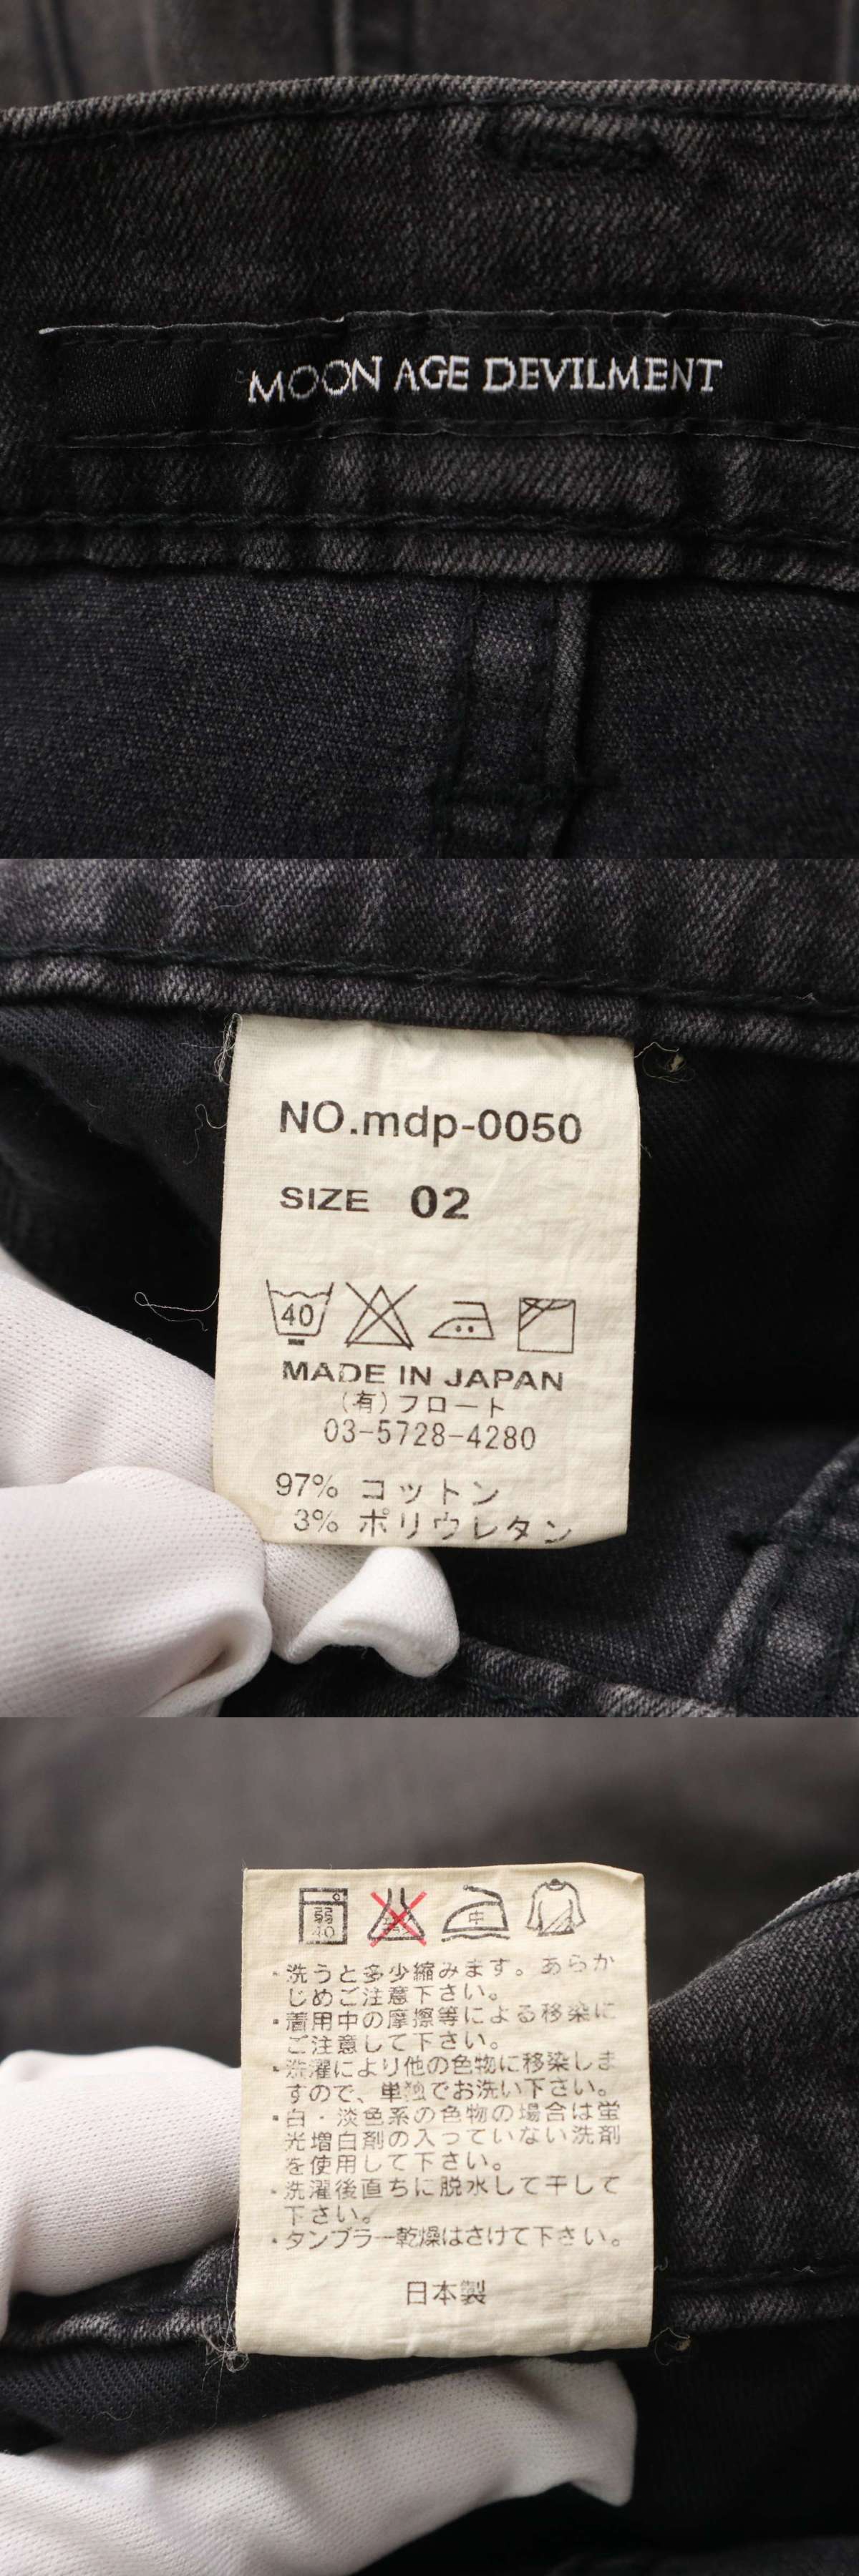 MOON AGE DEVILMENT
NO.mdp-0050
SIZE 02
40
MADE IN JAPAN
(有)フロート
03-5728-4280
97% コットン
3% ポリウレタン
弱
40
中
・洗うと多少縮みます。あらか
じめご注意下さい。
・着用中の摩擦等による移染に
ご注意して下さい。
・洗濯により他の色物に移染しま
すので、単独でお洗い下さい。
・白・淡色系の色物の場合は蛍
光増白剤の入っていない洗剤
を使用して下さい。
・洗濯後直ちに脱水して干して
下さい。
・タンブラー乾燥はさけて下さい。
日本製